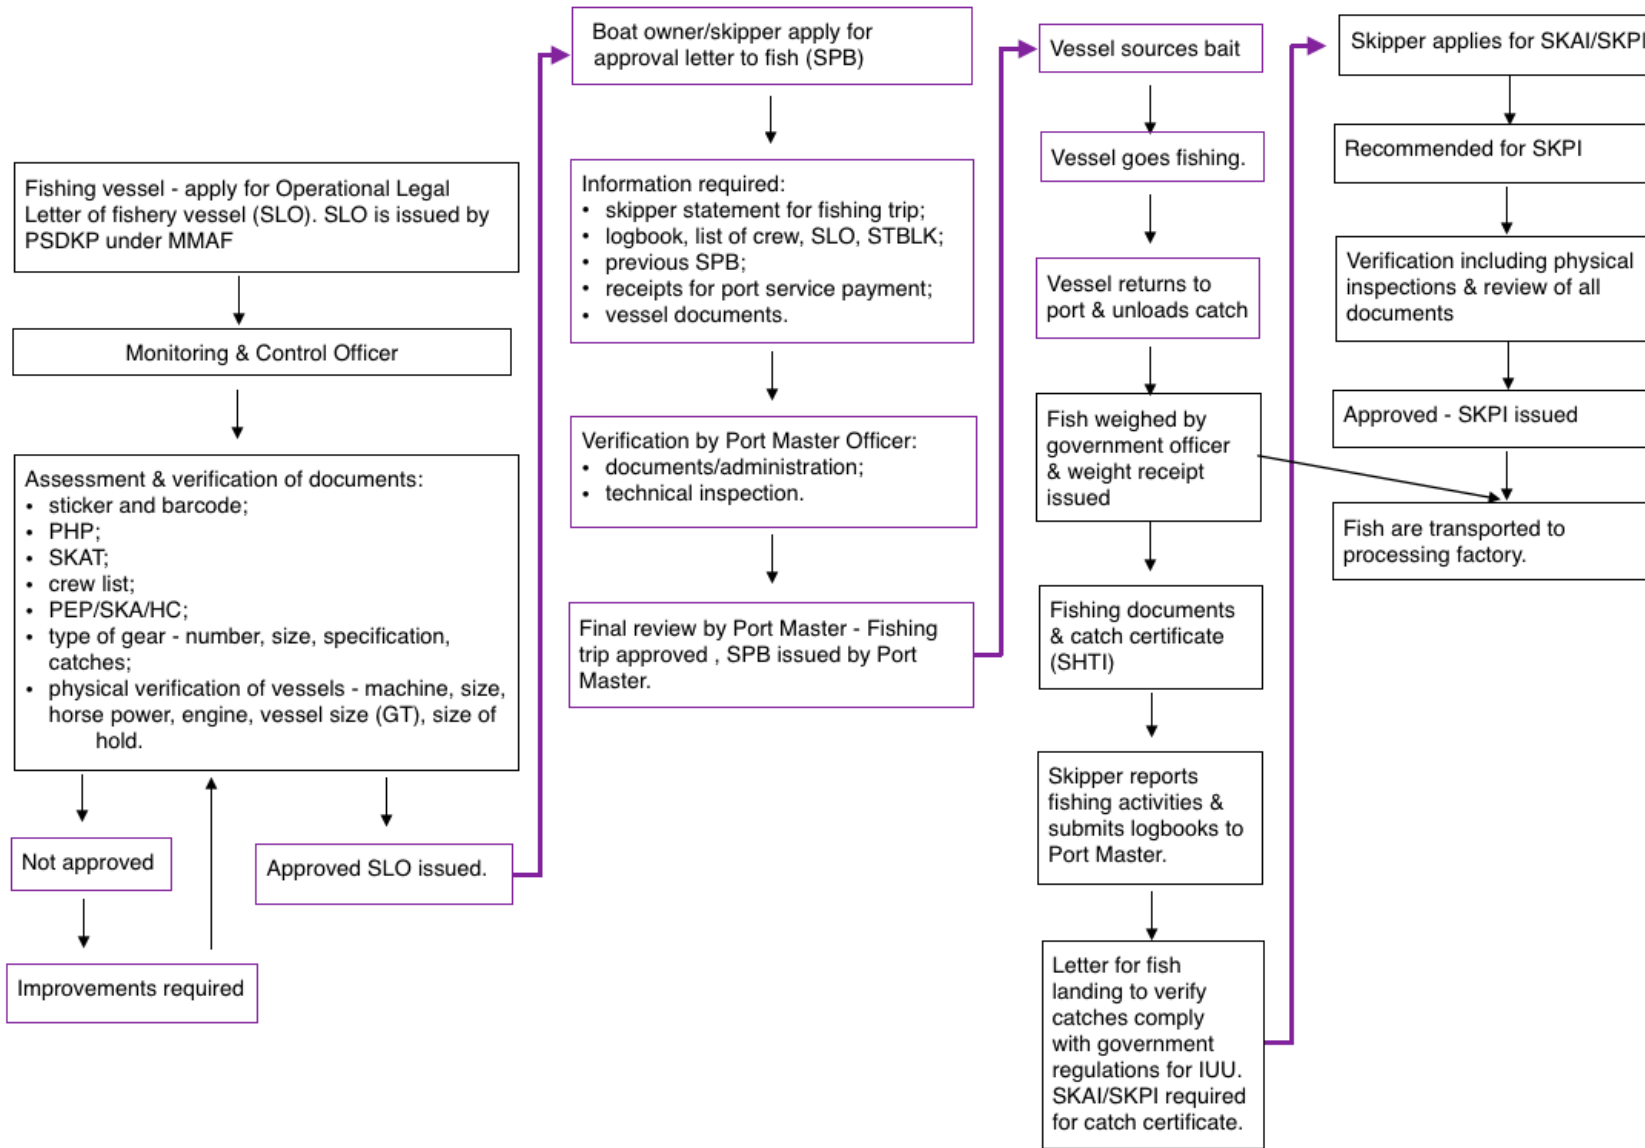 Fishing vessel - apply for Operational Legal
Letter of fishery vessel (SLO). SLO is issued by
PSDKP under MMAF
Monitoring & Control Officer
Assessment & verification of documents:
• sticker and barcode;
• PHP;
• SKAT;
• crew list;
• PEP/SKA/HC;
• type of gear - number, size, specification,
catches;
• physical verification of vessels - machine, size,
horse power, engine, vessel size (GT), size of
hold.
Not approved
Improvements required
Approved SLO issued.
Boat owner/skipper apply for
approval letter to fish (SPB)
Information required:
• skipper statement for fishing trip;
• logbook, list of crew, SLO, STBLK;
• previous SPB;
• receipts for port service payment;
• vessel documents.
Verification by Port Master Officer:
• documents/administration;
• technical inspection.
Final review by Port Master - Fishing
trip approved , SPB issued by Port
Master.
Vessel sources bait
Vessel goes fishing.
Vessel returns to
port & unloads catch
Fish weighed by
government officer
& weight receipt
issued
Fishing documents
& catch certificate
(SHTI)
Skipper reports
fishing activities &
submits logbooks to
Port Master.
Letter for fish
landing to verify
catches comply
with government
regulations for IUU.
SKAI/SKPI required
for catch certificate.
Skipper applies for SKAI/SKPI
Recommended for SKPI
Verification including physical
inspections & review of all
documents
Approved - SKPI issued
Fish are transported to
processing factory.